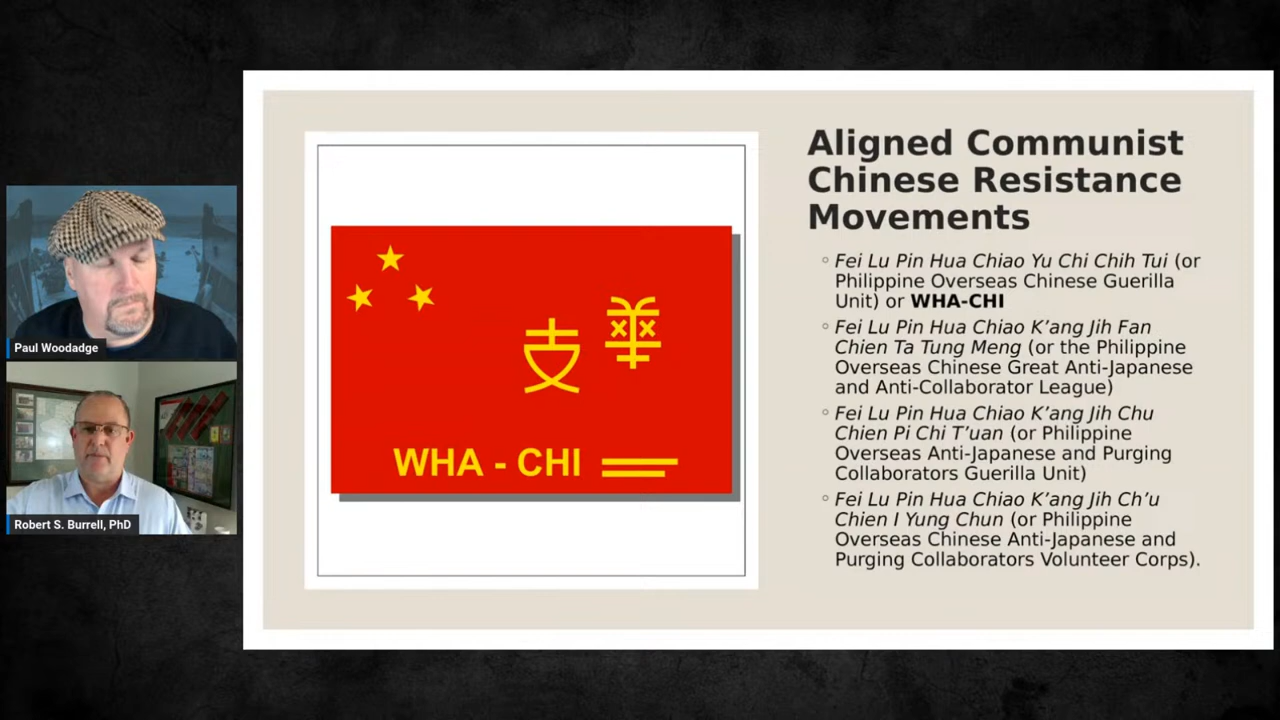 Paul Woodadge
Robert S. Burrell, PhD
支 華
WHA - CHI
Aligned Communist
Chinese Resistance
Movements
◦ Fei Lu Pin Hua Chiao Yu Chi Chih Tui (or
Philippine Overseas Chinese Guerilla
Unit) or WHA-CHI
◦ Fei Lu Pin Hua Chiao K’ang Jih Fan
Chien Ta Tung Meng (or the Philippine
Overseas Chinese Great Anti-Japanese
and Anti-Collaborator League)
◦ Fei Lu Pin Hua Chiao K’ang Jih Chu
Chien Pi Chi T’uan (or Philippine
Overseas Anti-Japanese and Purging
Collaborators Guerilla Unit)
◦ Fei Lu Pin Hua Chiao K’ang Jih Ch’u
Chien I Yung Chun (or Philippine
Overseas Chinese Anti-Japanese and
Purging Collaborators Volunteer Corps).